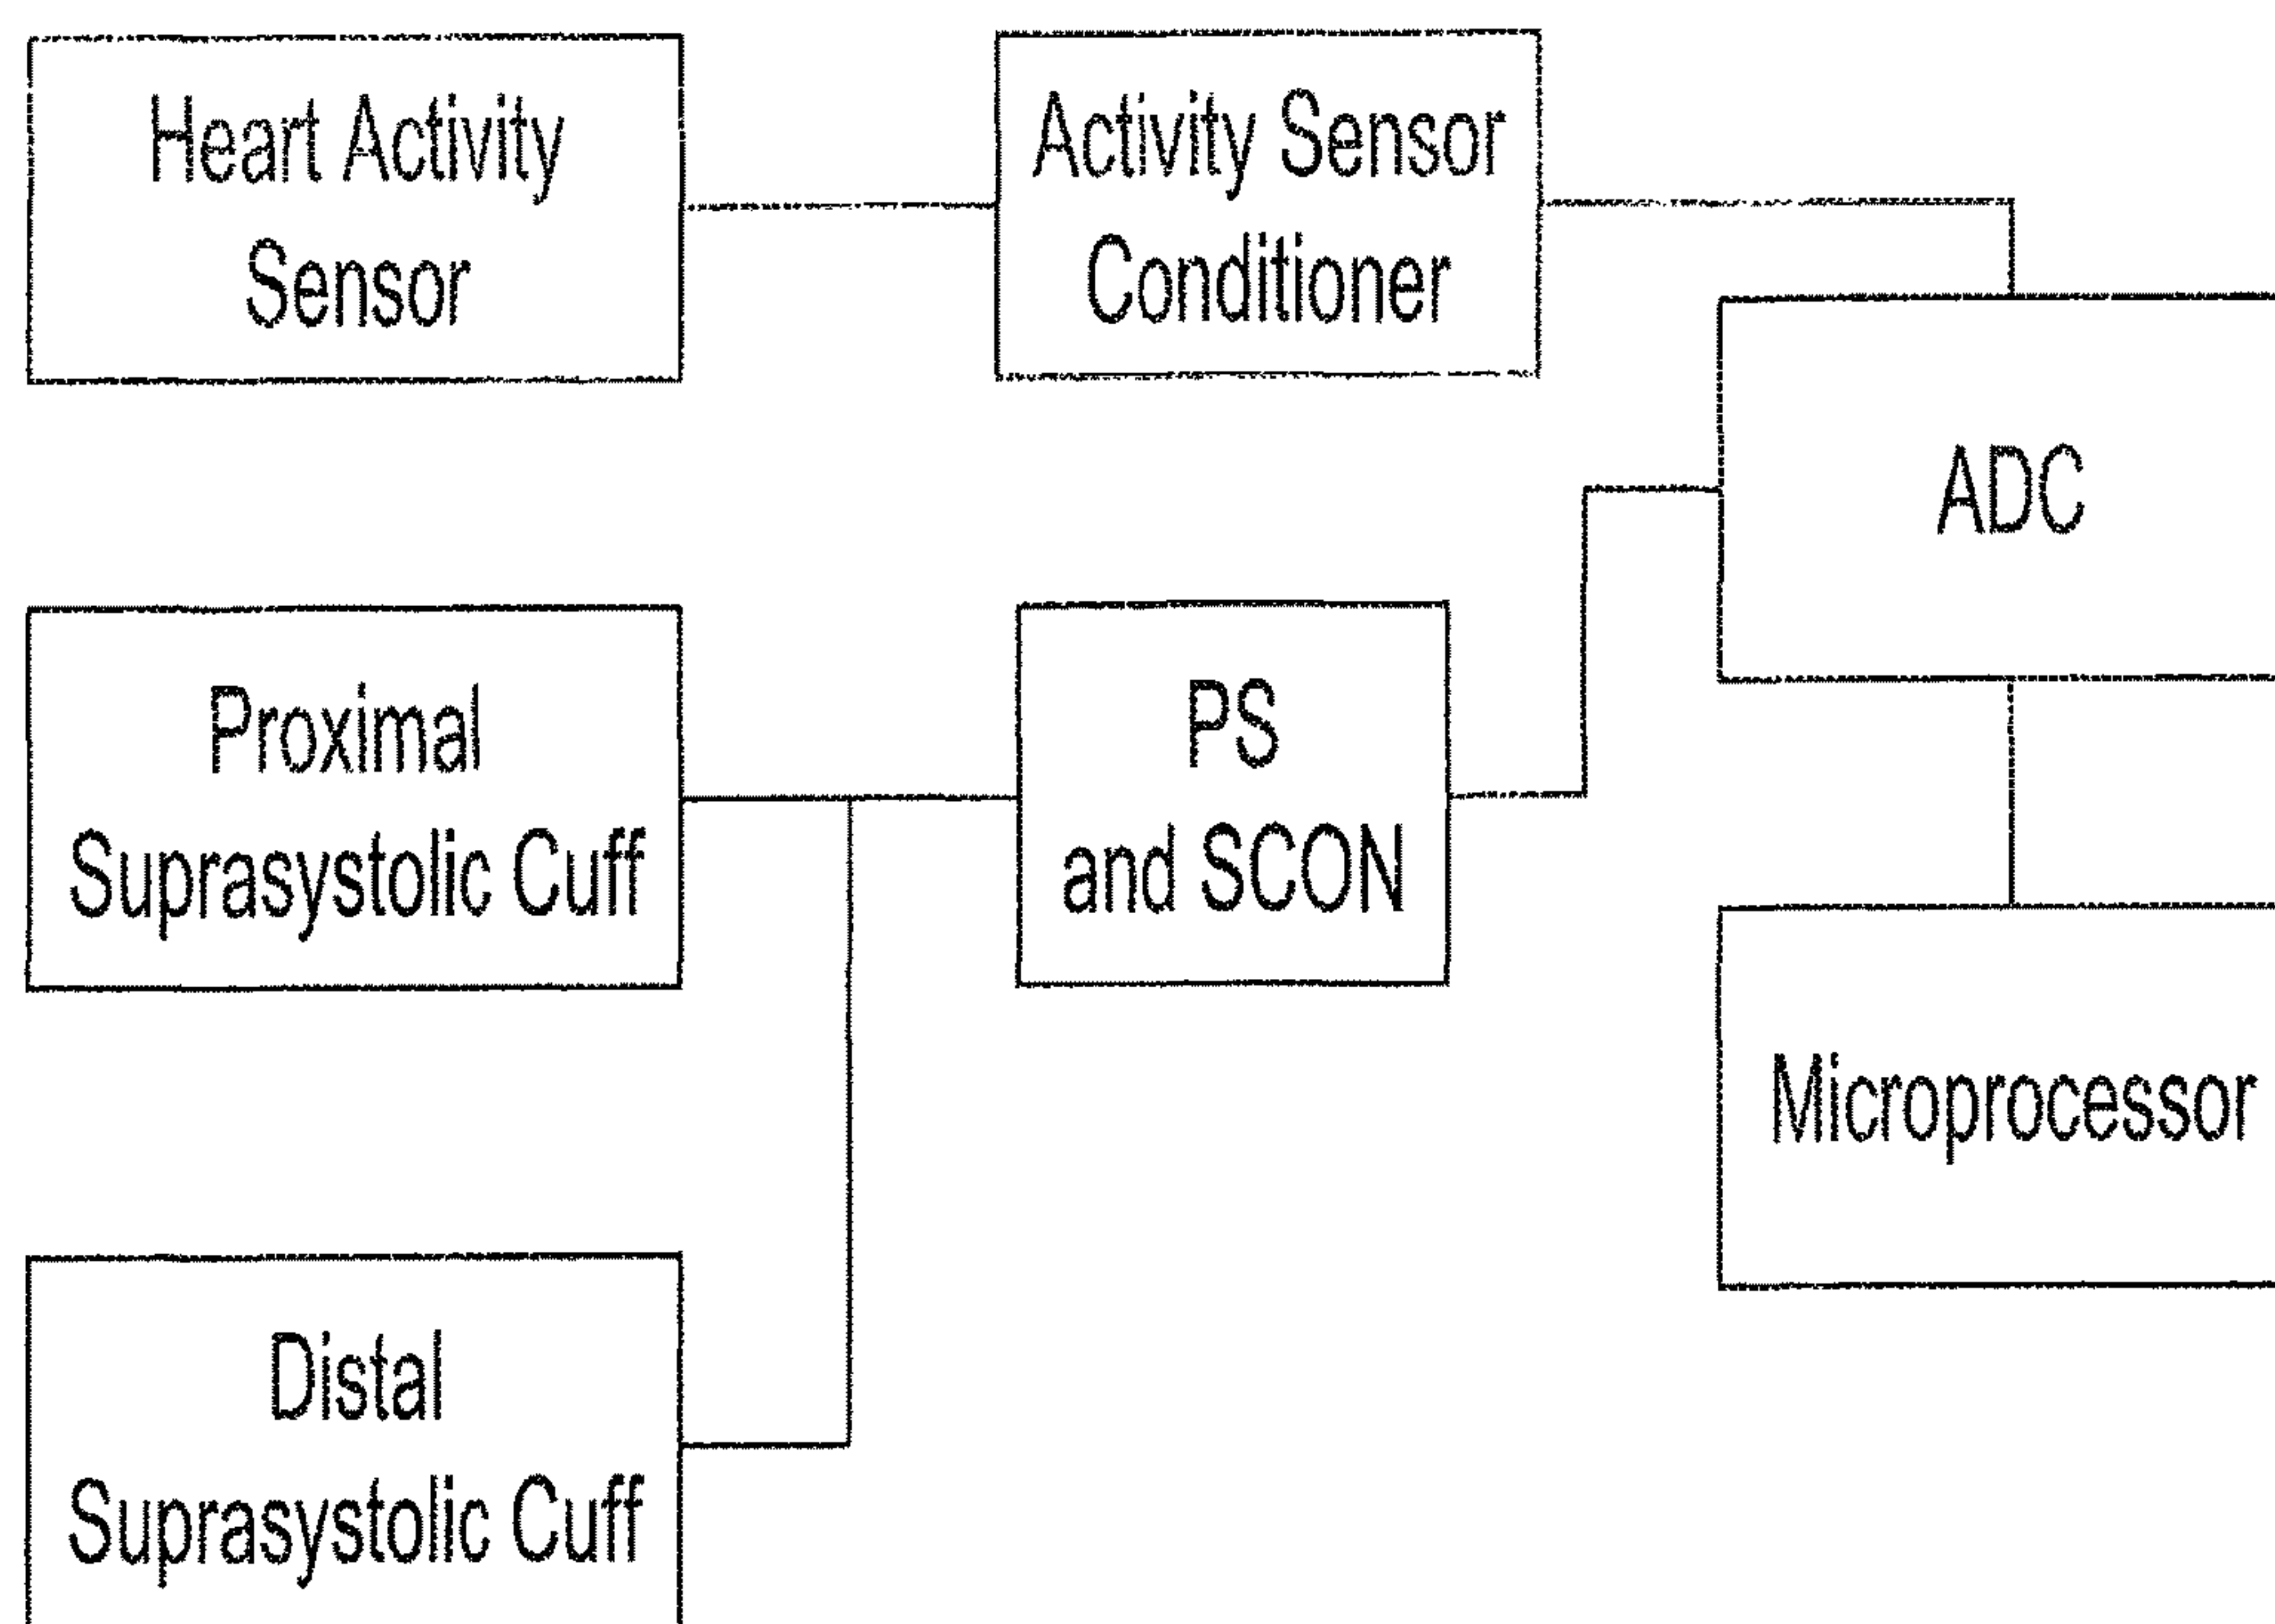 Heart Activity
Sensor
Activity Sensor
Conditioner
ADC
Proximal
Suprasystolic Cuff
PS
and SCON
Microprocessor
Distal
Suprasystolic Cuff